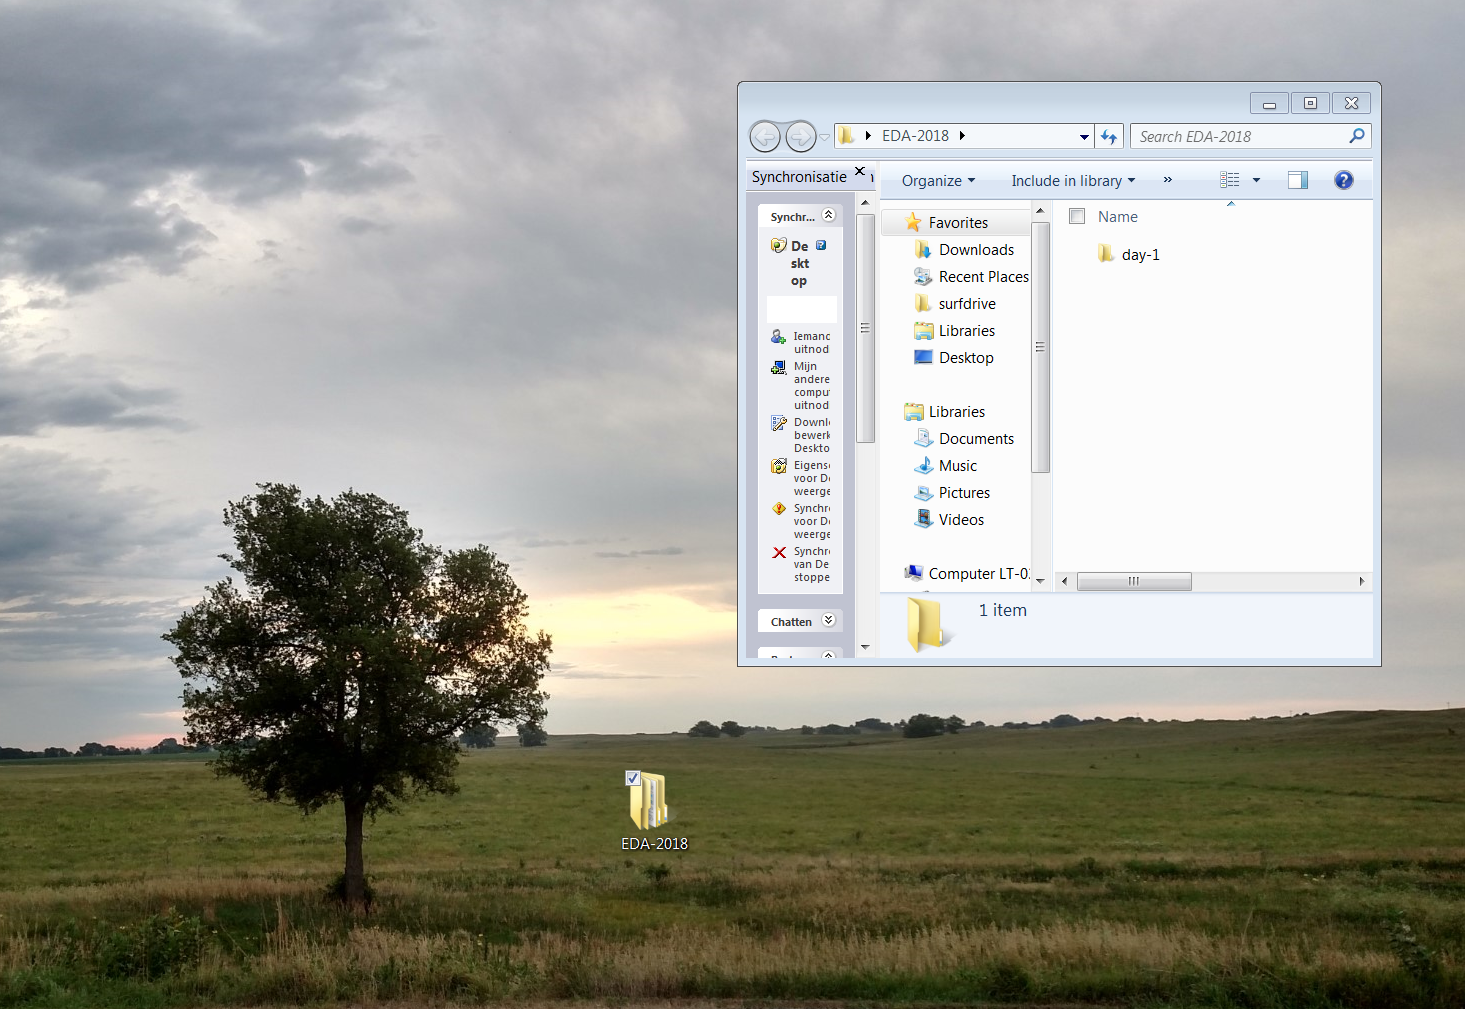 EDA-2018
Search EDA-2018
Synchronisatie
Organize
Include in library
»
Synchr...
De
skt
op
Iemand
uitnod
Mijn
andere
compu
uitnod
Downl
bewerk
Deskto
Eigens
voor De
weerge
Synchr
voor De
weerge
Synchr
van De
stoppe
Chatten
Favorites
Downloads
Recent Places
surfdrive
Libraries
Desktop
Libraries
Documents
Music
Pictures
Videos
Computer LT-0
Name
day-1
1 item
EDA-2018